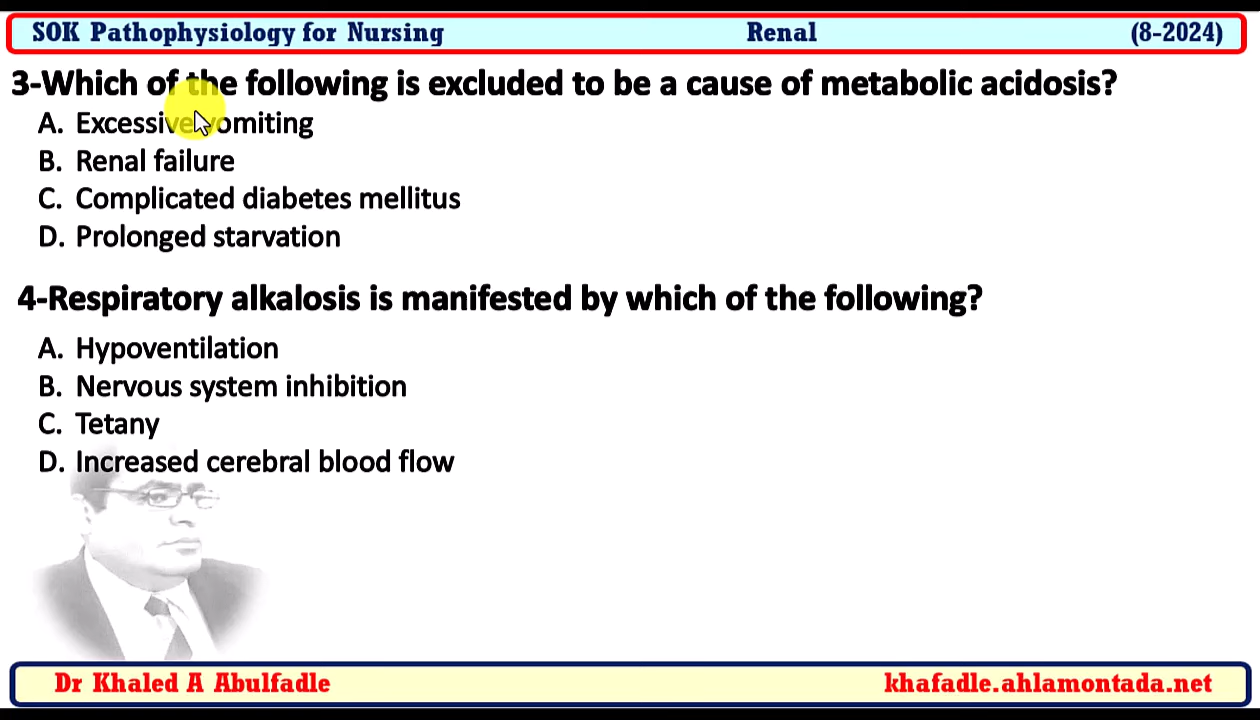 SOK Pathophysiology for Nursing Renal (8-2024)
3-Which of the following is excluded to be a cause of metabolic acidosis?
A. Excessive vomiting
B. Renal failure
C. Complicated diabetes mellitus
D. Prolonged starvation
4-Respiratory alkalosis is manifested by which of the following?
A. Hypoventilation
B. Nervous system inhibition
C. Tetany
D. Increased cerebral blood flow
Dr Khaled A Abulfadle khafadle.ahlamontada.net